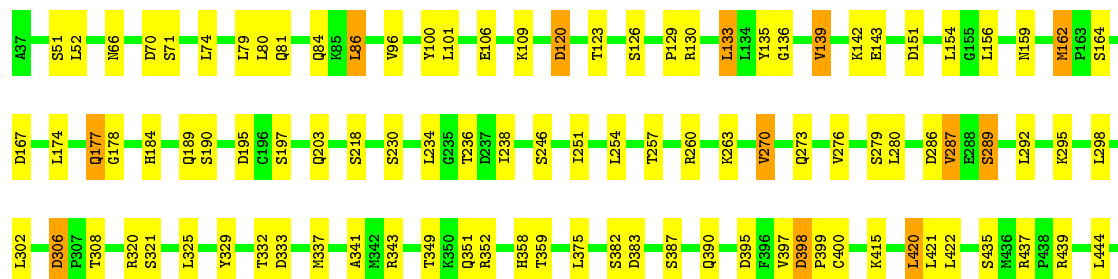 A37 S51 L52 N66 D70 S71 L74 L79 L80 Q81 Q84 K85 L86 V96 Y100 L101 E106 K109 D120 T123 S126 P129 R130 L133 L134 Y135 G136 V139 K142 E143 D151 L154 G155 L156 N159 M162 P163 S164
D167 L174 Q177 G178 H184 Q189 S190 D195 C196 S197 Q203 S218 S230 L234 G235 T236 D237 I238 S246 I251 L254 T257 R260 K263 V270 Q273 V276 S279 L280 D286 V287 E288 S289 L292 K295 L298
L302 D306 P307 T308 R320 S321 L325 Y329 T332 D333 M337 A341 M342 R343 T349 K350 Q351 R352 H358 T359 L375 S382 D383 S387 Q390 D395 F396 V397 D398 P399 C400 K415 L420 L421 L422 S435 M436 R437 P438 R439 L444